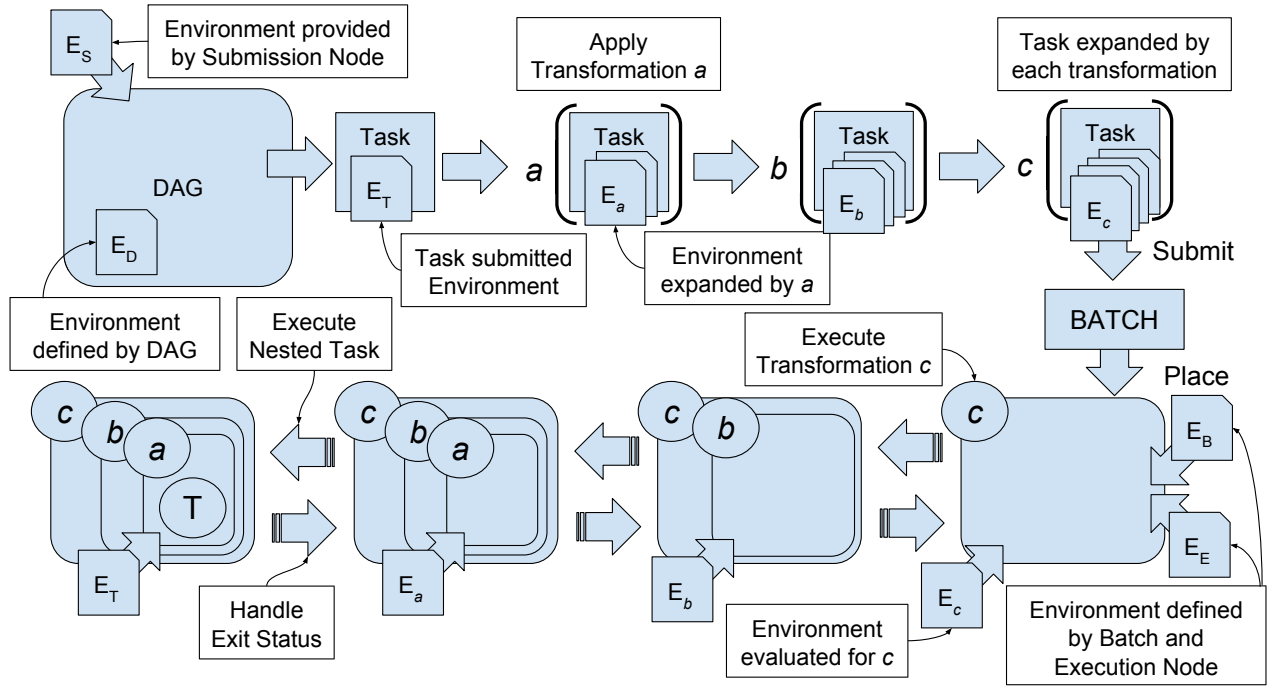 E_S
Environment provided
by Submission Node
Apply
Transformation a
Task expanded by
each transformation
DAG
E_D
Task
E_T
a
Task
E_a
b
Task
E_b
c
Task
E_c
Task submitted
Environment
Environment
expanded by a
Submit
Environment
defined by DAG
Execute
Nested Task
Execute
Transformation c
BATCH
Place
c
b
a
T
E_T
c
b
a
E_a
c
b
E_b
c
E_c
E_B
E_E
Handle
Exit Status
Environment
evaluated for c
Environment defined
by Batch and
Execution Node